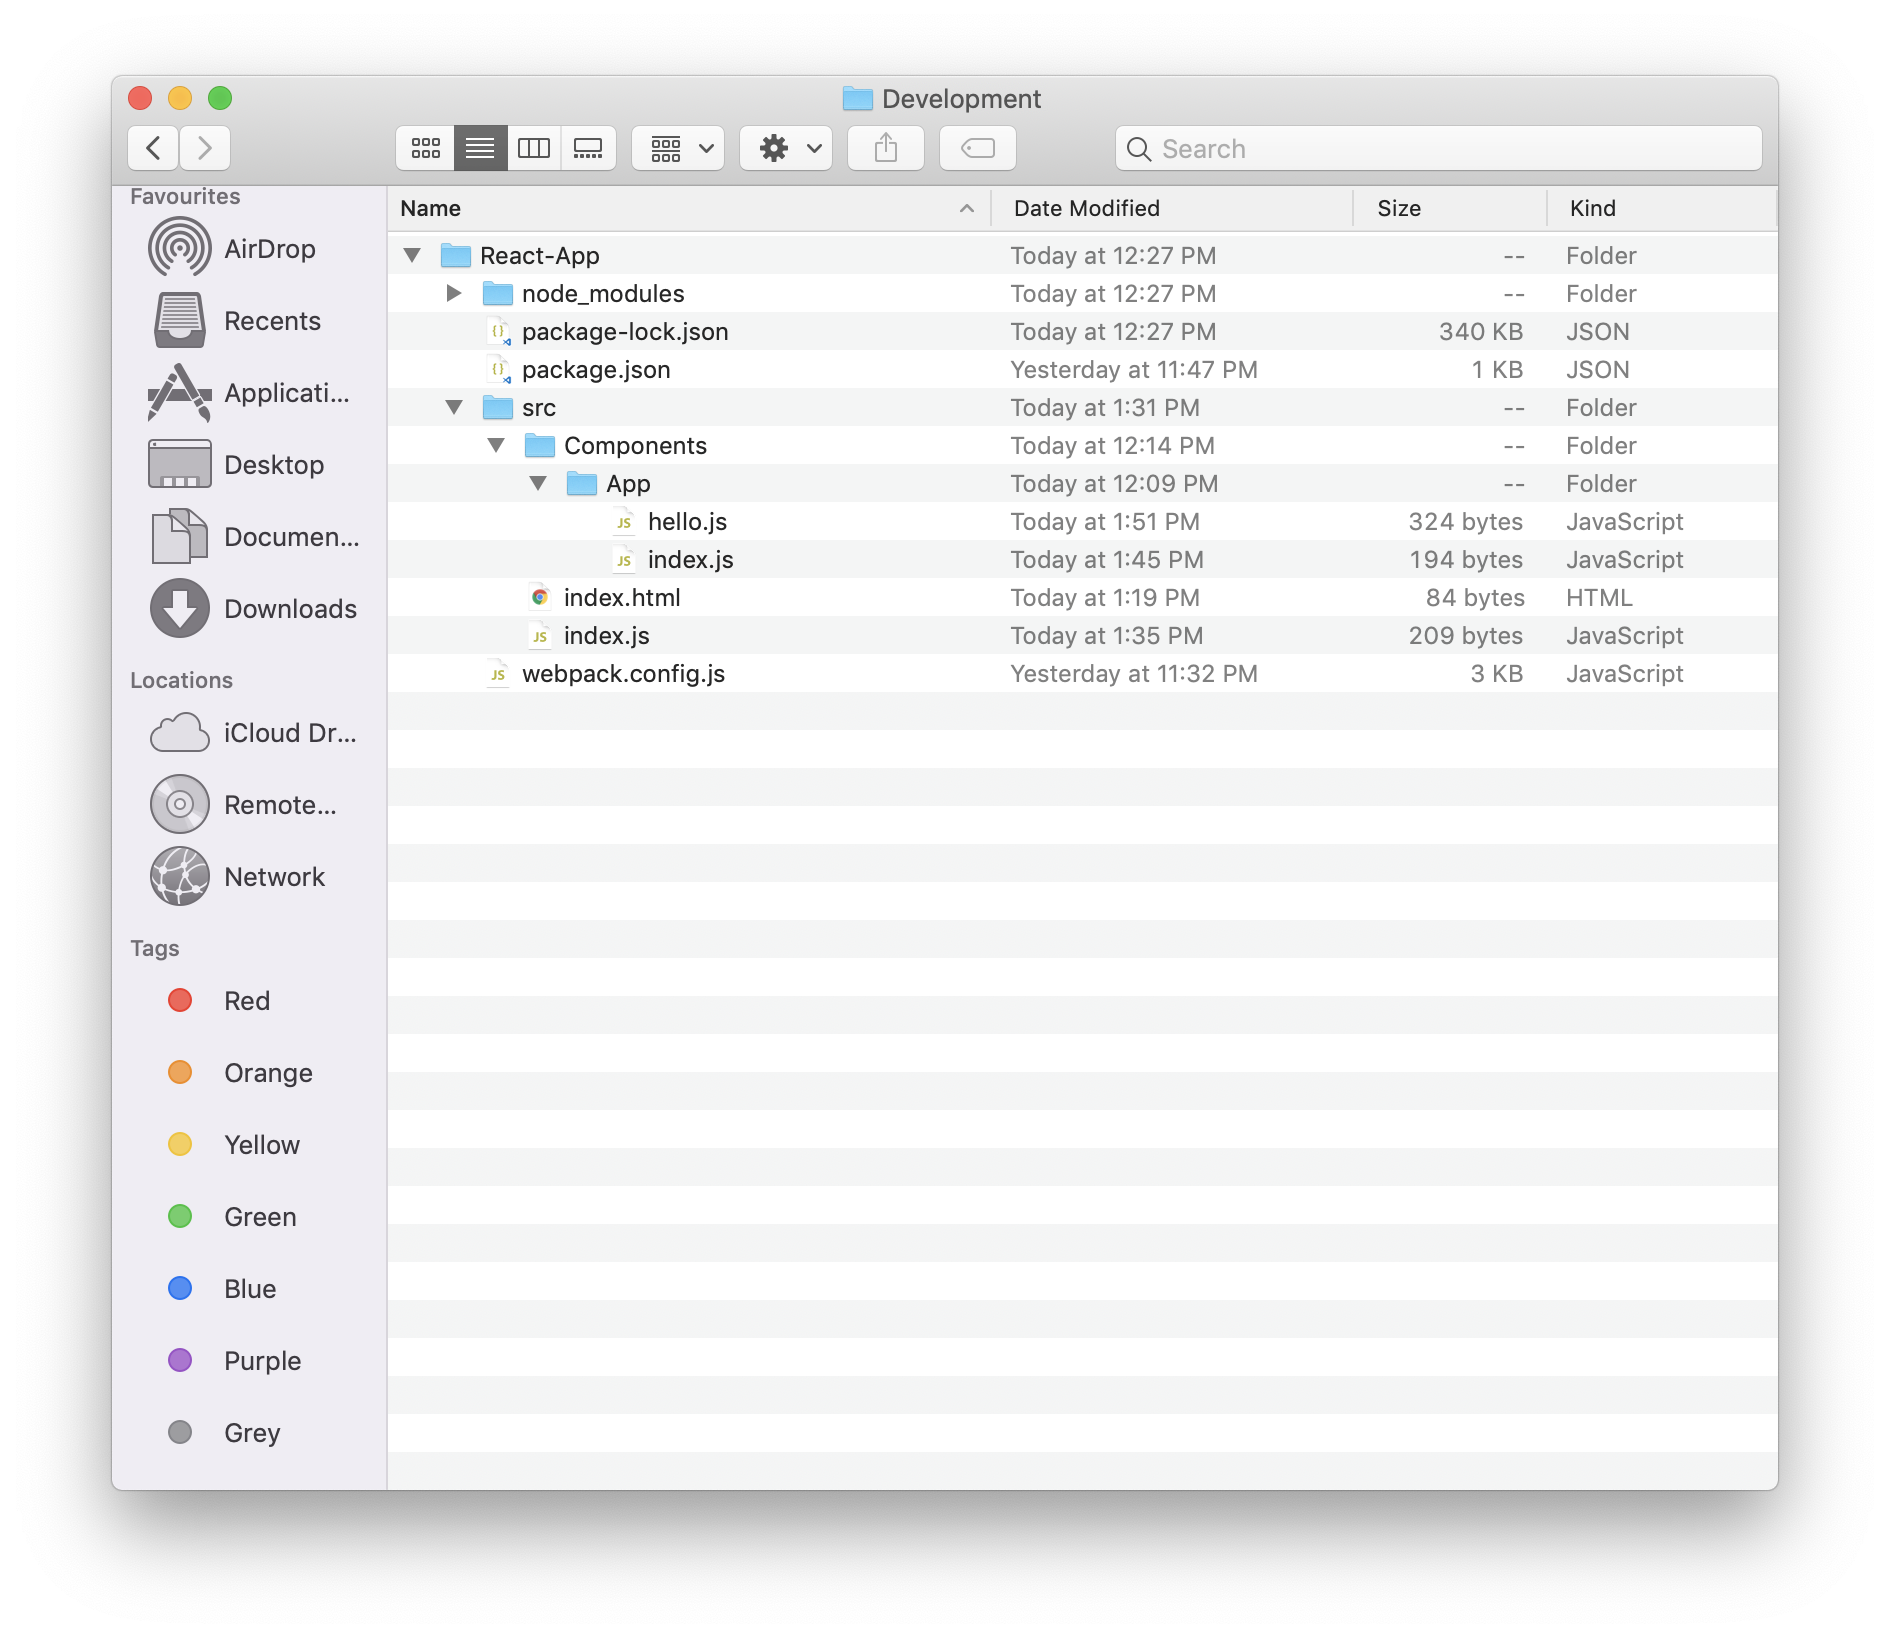 Development
Search
Favourites
AirDrop
Recents
Applicati...
Desktop
Documen...
Downloads
Locations
iCloud Dr...
Remote...
Network
Tags
Red
Orange
Yellow
Green
Blue
Purple
Grey
Name Date Modified Size Kind
React-App Today at 12:27 PM -- Folder
node_modules Today at 12:27 PM -- Folder
{} package-lock.json Today at 12:27 PM 340 KB JSON
{} package.json Yesterday at 11:47 PM 1 KB JSON
src Today at 1:31 PM -- Folder
Components Today at 12:14 PM -- Folder
App Today at 12:09 PM -- Folder
JS hello.js Today at 1:51 PM 324 bytes JavaScript
JS index.js Today at 1:45 PM 194 bytes JavaScript
index.html Today at 1:19 PM 84 bytes HTML
JS index.js Today at 1:35 PM 209 bytes JavaScript
JS webpack.config.js Yesterday at 11:32 PM 3 KB JavaScript